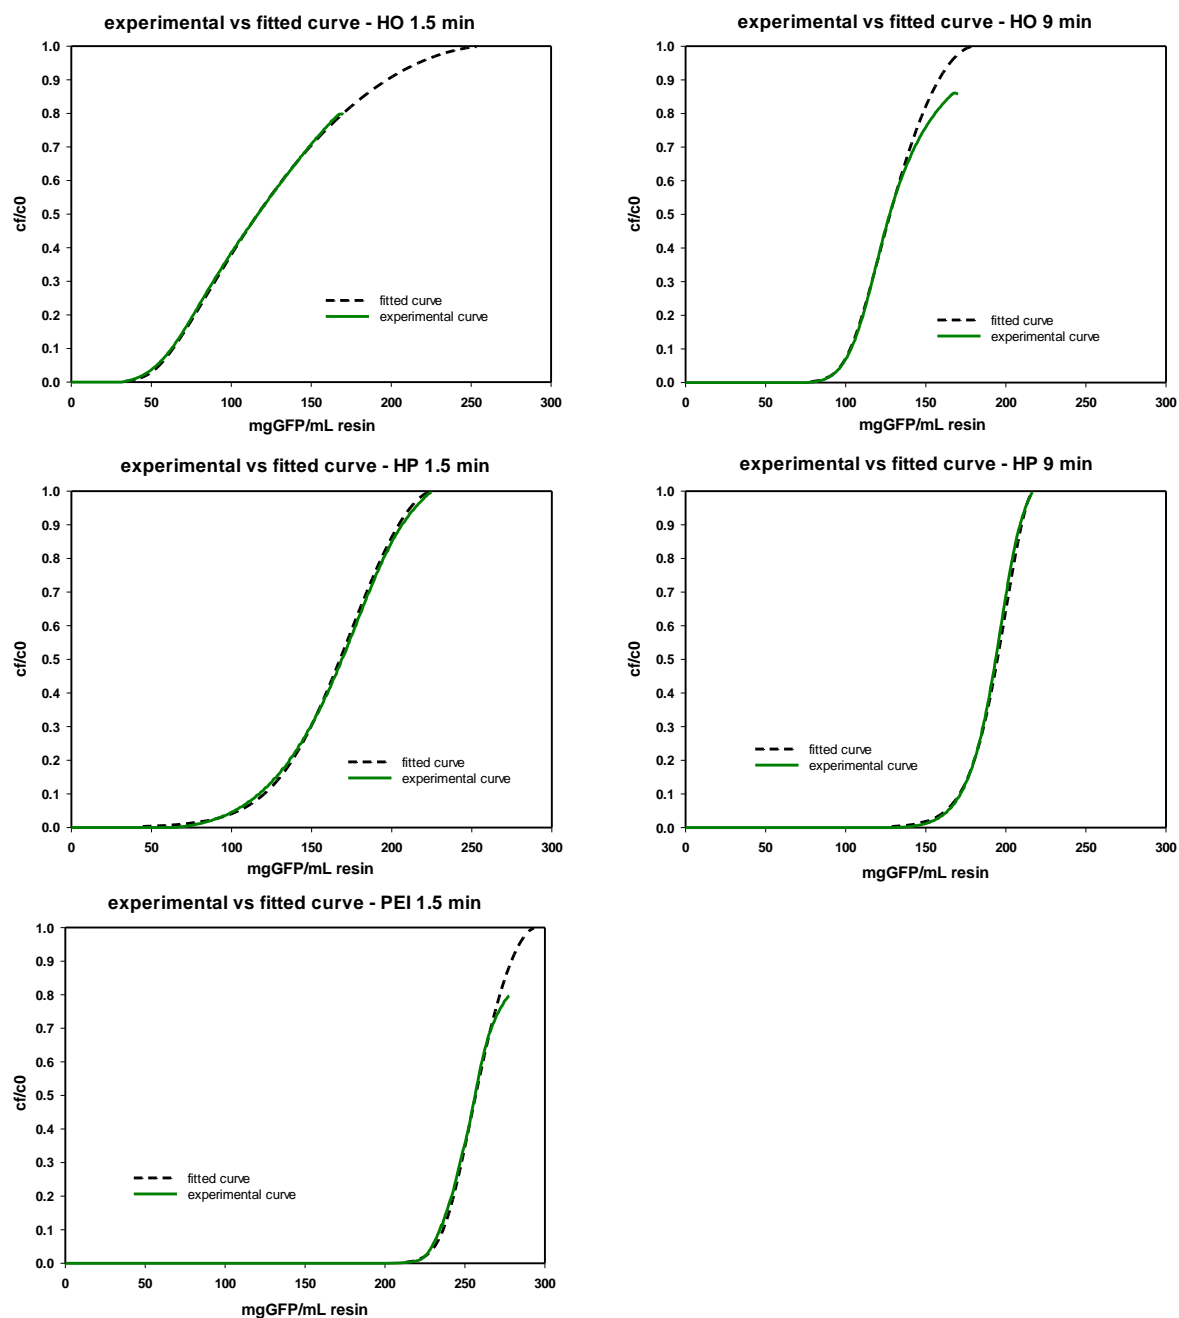 experimental vs fitted curve - HO 1.5 min
1.0
0.9
0.8
0.7
0.6
0.5
0.4
0.3
0.2
0.1
0.0
cf/c0
fitted curve
experimental curve
0 50 100 150 200 250 300
mgGFP/mL resin
experimental vs fitted curve - HO 9 min
1.0
0.9
0.8
0.7
0.6
0.5
0.4
0.3
0.2
0.1
0.0
cf/c0
fitted curve
experimental curve
0 50 100 150 200 250 300
mgGFP/mL resin
experimental vs fitted curve - HP 1.5 min
1.0
0.9
0.8
0.7
0.6
0.5
0.4
0.3
0.2
0.1
0.0
cf/c0
fitted curve
experimental curve
0 50 100 150 200 250 300
mgGFP/mL resin
experimental vs fitted curve - HP 9 min
1.0
0.9
0.8
0.7
0.6
0.5
0.4
0.3
0.2
0.1
0.0
cf/c0
fitted curve
experimental curve
0 50 100 150 200 250 300
mgGFP/mL resin
experimental vs fitted curve - PEI 1.5 min
1.0
0.9
0.8
0.7
0.6
0.5
0.4
0.3
0.2
0.1
0.0
cf/c0
fitted curve
experimental curve
0 50 100 150 200 250 300
mgGFP/mL resin